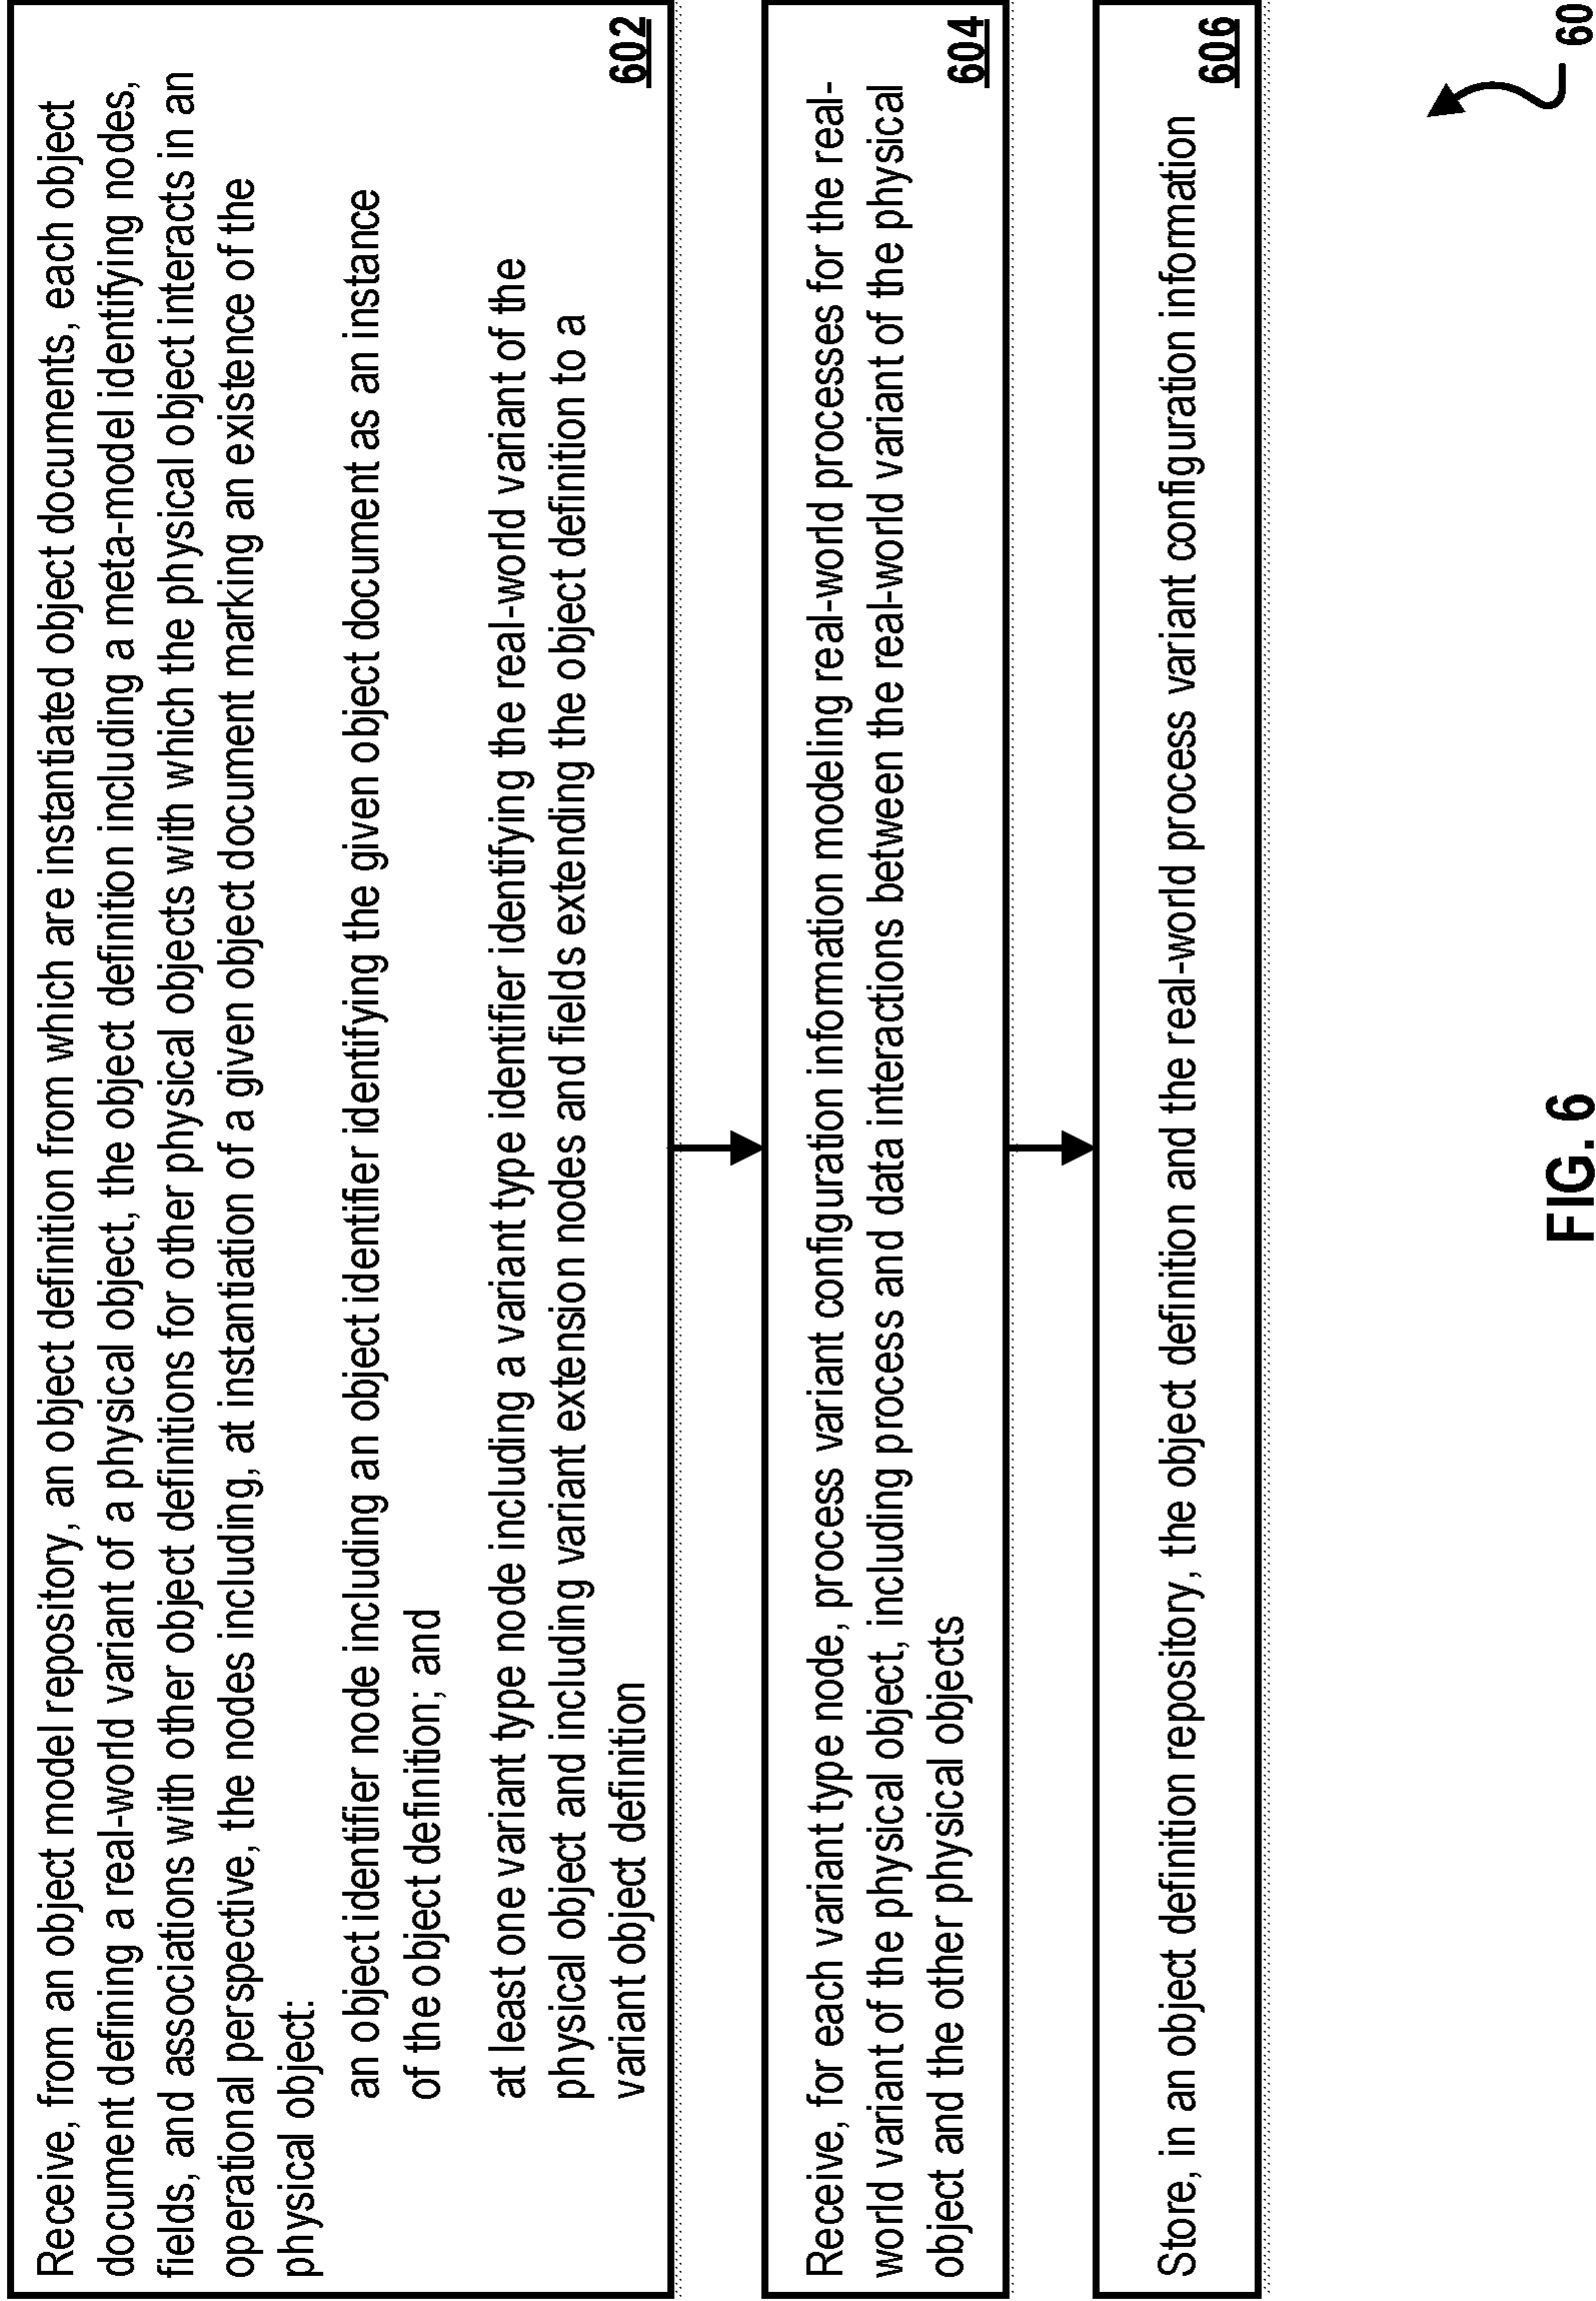 Receive, from an object model repository, an object definition from which are instantiated object documents, each object
document defining a real-world variant of a physical object, the object definition including a meta-model identifying nodes,
fields, and associations with other object definitions for other physical objects with which the physical object interacts in an
operational perspective, the nodes including, at instantiation of a given object document marking an existence of the
physical object:
an object identifier node including an object identifier identifying the given object document as an instance
of the object definition; and
at least one variant type node including a variant type identifier identifying the real-world variant of the
physical object and including variant extension nodes and fields extending the object definition to a
variant object definition
602
Receive, for each variant type node, process variant configuration information modeling real-world processes for the real-
world variant of the physical object, including process and data interactions between the real-world variant of the physical
object and the other physical objects
604
Store, in an object definition repository, the object definition and the real-world process variant configuration information
606
60
FIG. 6